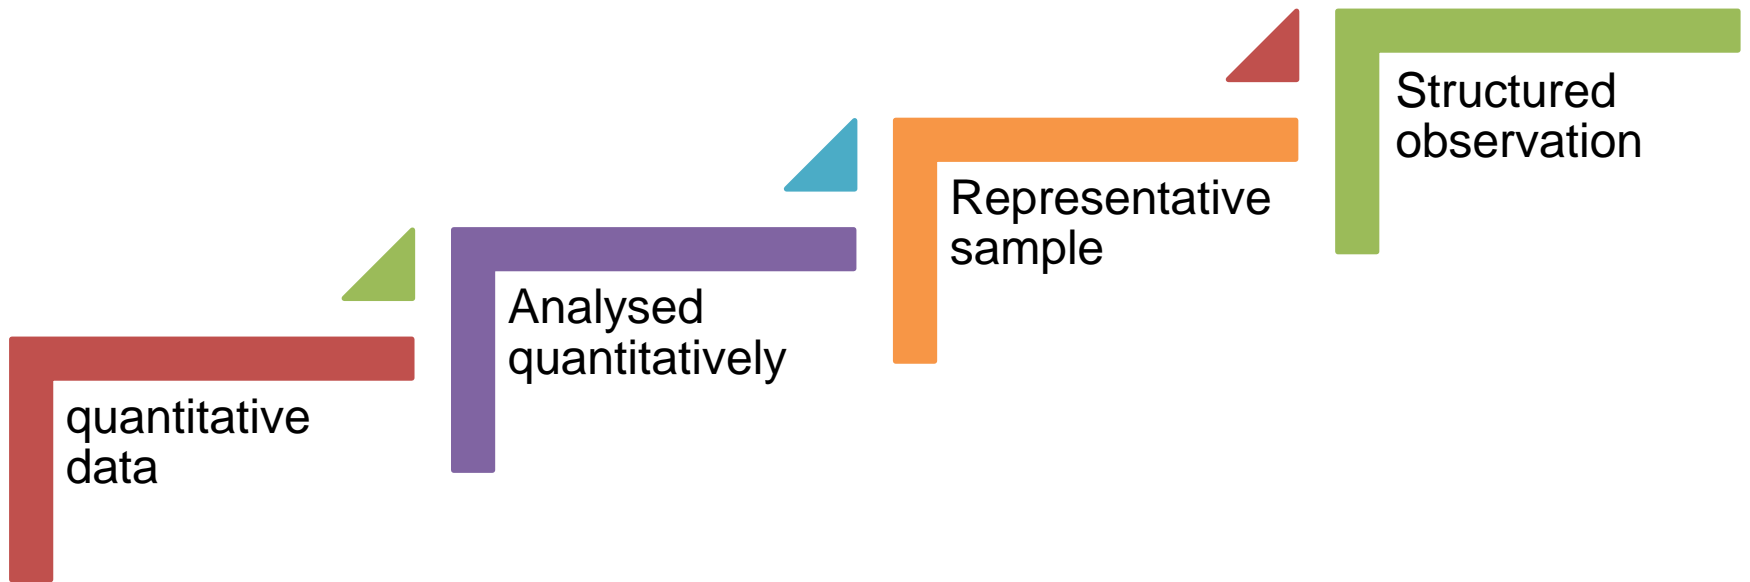 quantitative
data
Analysed
quantitatively
Representative
sample
Structured
observation